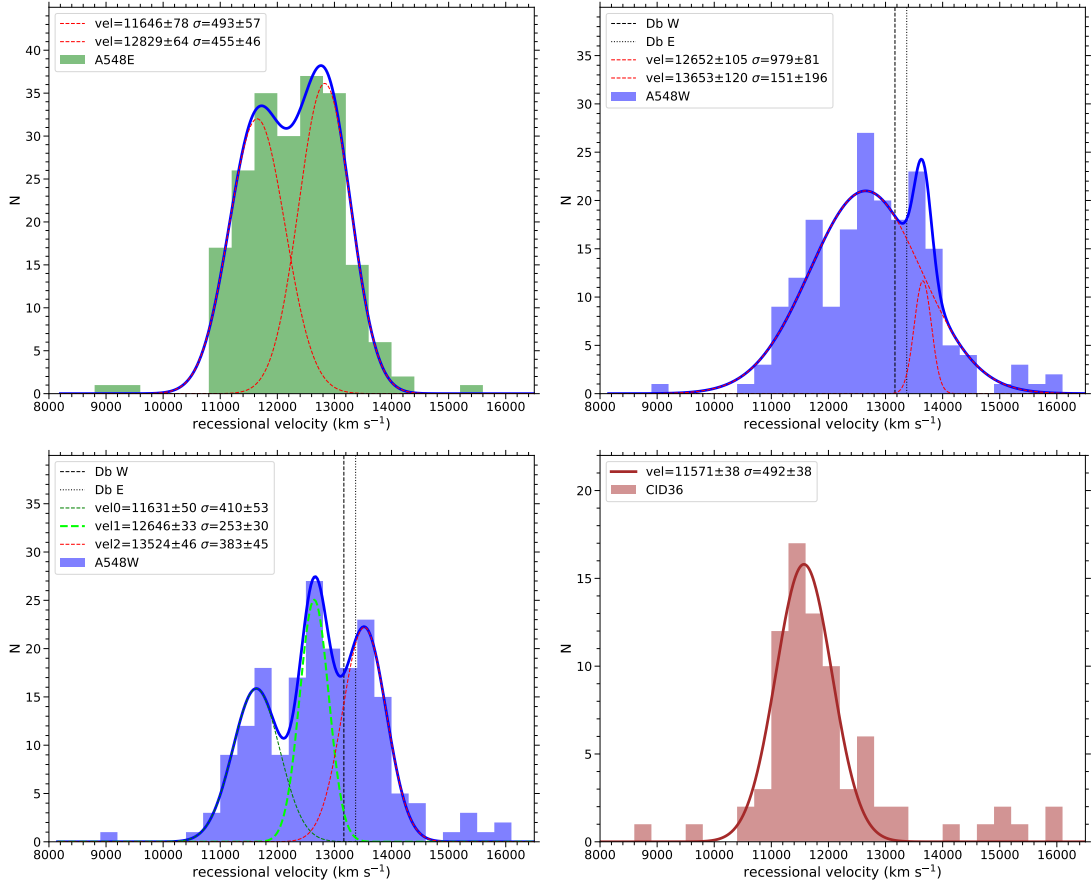 vel=11646±78 σ=493±57
vel=12829±64 σ=455±46
A548E
N
40
35
30
25
20
15
10
5
0
8000 9000 10000 11000 12000 13000 14000 15000 16000
recessional velocity (km s⁻¹)
Db W
Db E
vel=12652±105 σ=979±81
vel=13653±120 σ=151±196
A548W
N
35
30
25
20
15
10
5
0
8000 9000 10000 11000 12000 13000 14000 15000 16000
recessional velocity (km s⁻¹)
Db W
Db E
vel0=11631±50 σ=410±53
vel1=12646±33 σ=253±30
vel2=13524±46 σ=383±45
A548W
N
35
30
25
20
15
10
5
0
8000 9000 10000 11000 12000 13000 14000 15000 16000
recessional velocity (km s⁻¹)
vel=11571±38 σ=492±38
CID36
N
20
15
10
5
0
8000 9000 10000 11000 12000 13000 14000 15000 16000
recessional velocity (km s⁻¹)